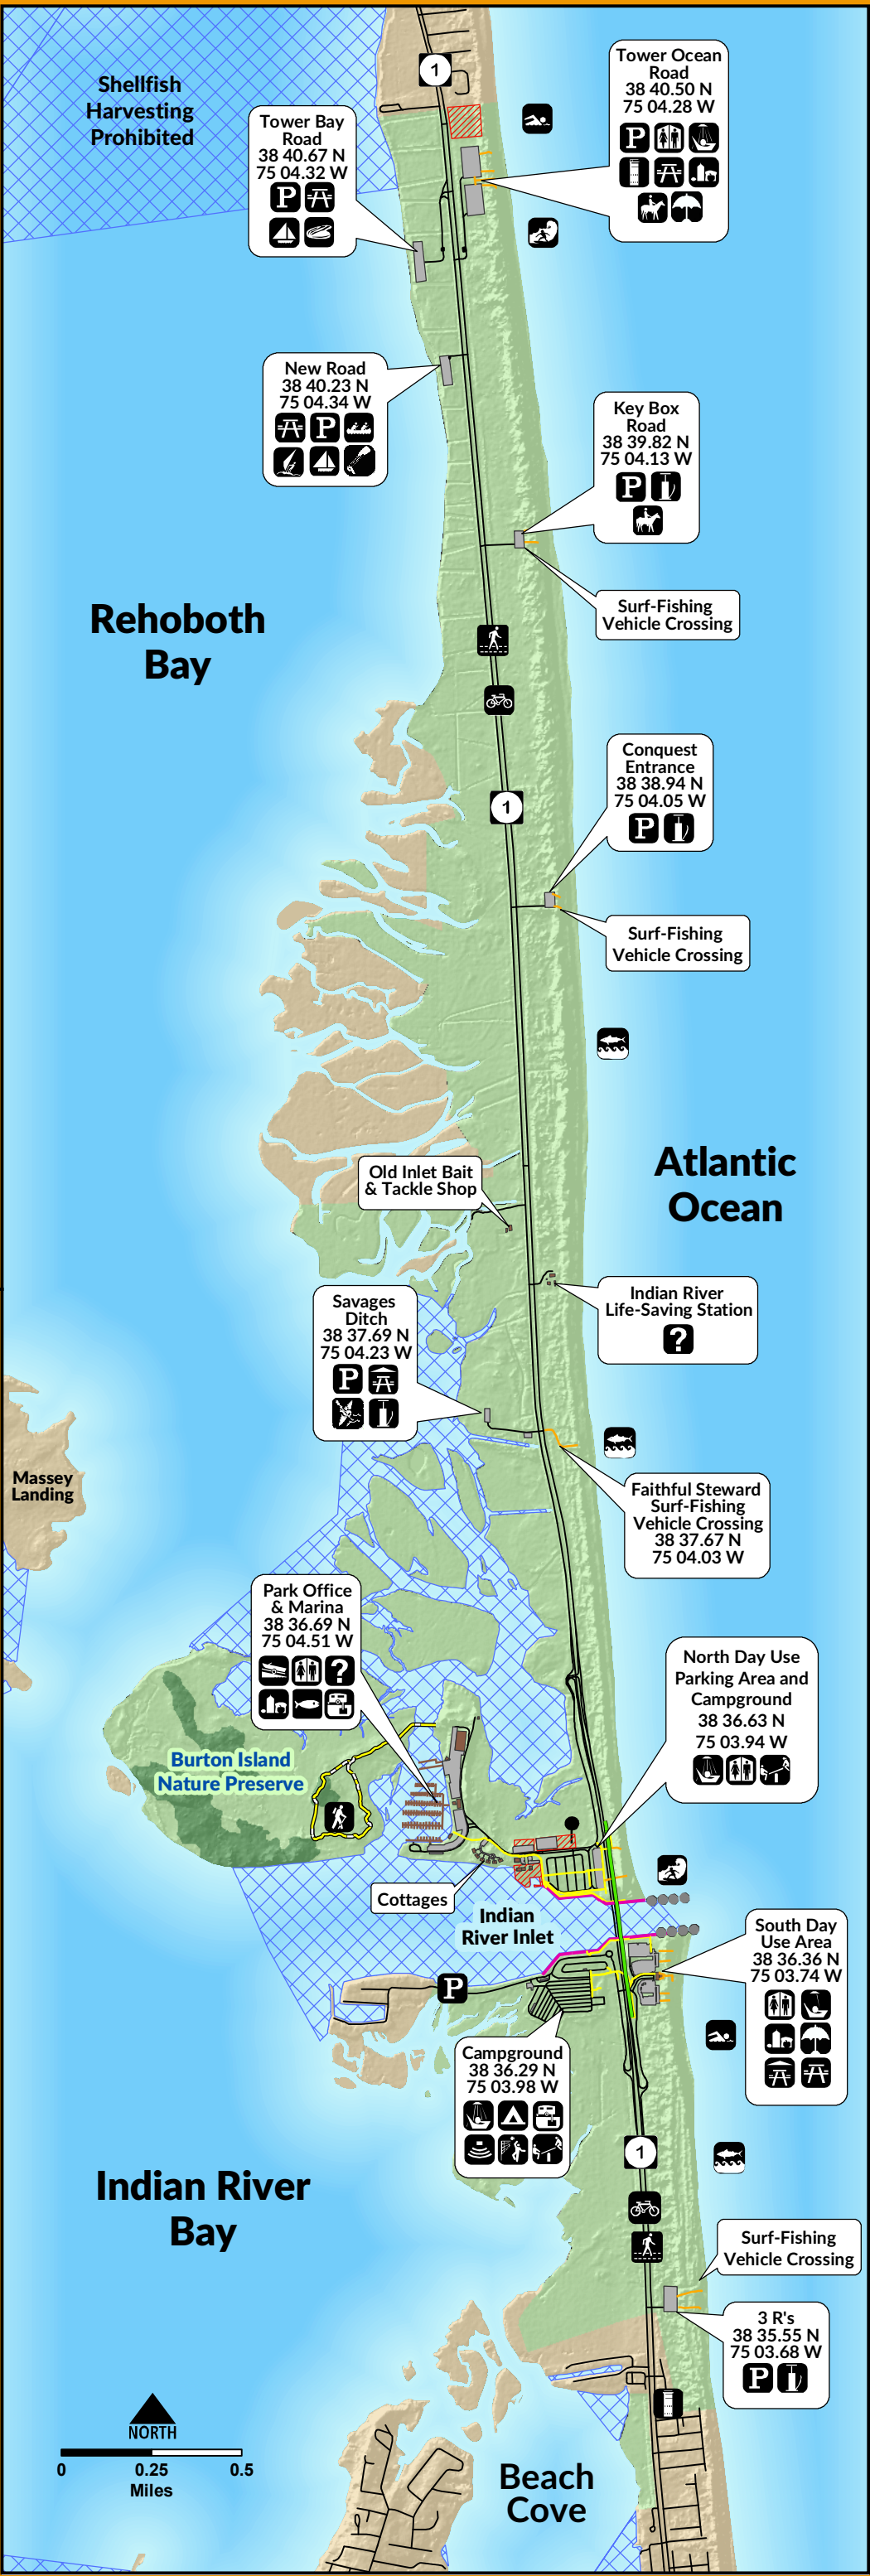 1
Shellfish
Harvesting
Prohibited
Tower Ocean
Road
38 40.50 N
75 04.28 W
P
Tower Bay
Road
38 40.67 N
75 04.32 W
P
New Road
38 40.23 N
75 04.34 W
P
Key Box
Road
38 39.82 N
75 04.13 W
P
Surf-Fishing
Vehicle Crossing
Rehoboth
Bay
Conquest
Entrance
38 38.94 N
75 04.05 W
P
1
Surf-Fishing
Vehicle Crossing
Atlantic
Ocean
Old Inlet Bait
& Tackle Shop
Indian River
Life-Saving Station
?
Savages
Ditch
38 37.69 N
75 04.23 W
P
Massey
Landing
Faithful Steward
Surf-Fishing
Vehicle Crossing
38 37.67 N
75 04.03 W
Park Office
& Marina
38 36.69 N
75 04.51 W
?
North Day Use
Parking Area and
Campground
38 36.63 N
75 03.94 W
Burton Island
Nature Preserve
Cottages
Indian
River Inlet
South Day
Use Area
38 36.36 N
75 03.74 W
P
Campground
38 36.29 N
75 03.98 W
1
Indian River
Bay
Surf-Fishing
Vehicle Crossing
3 R's
38 35.55 N
75 03.68 W
P
NORTH
0 0.25 0.5
Miles
Beach
Cove